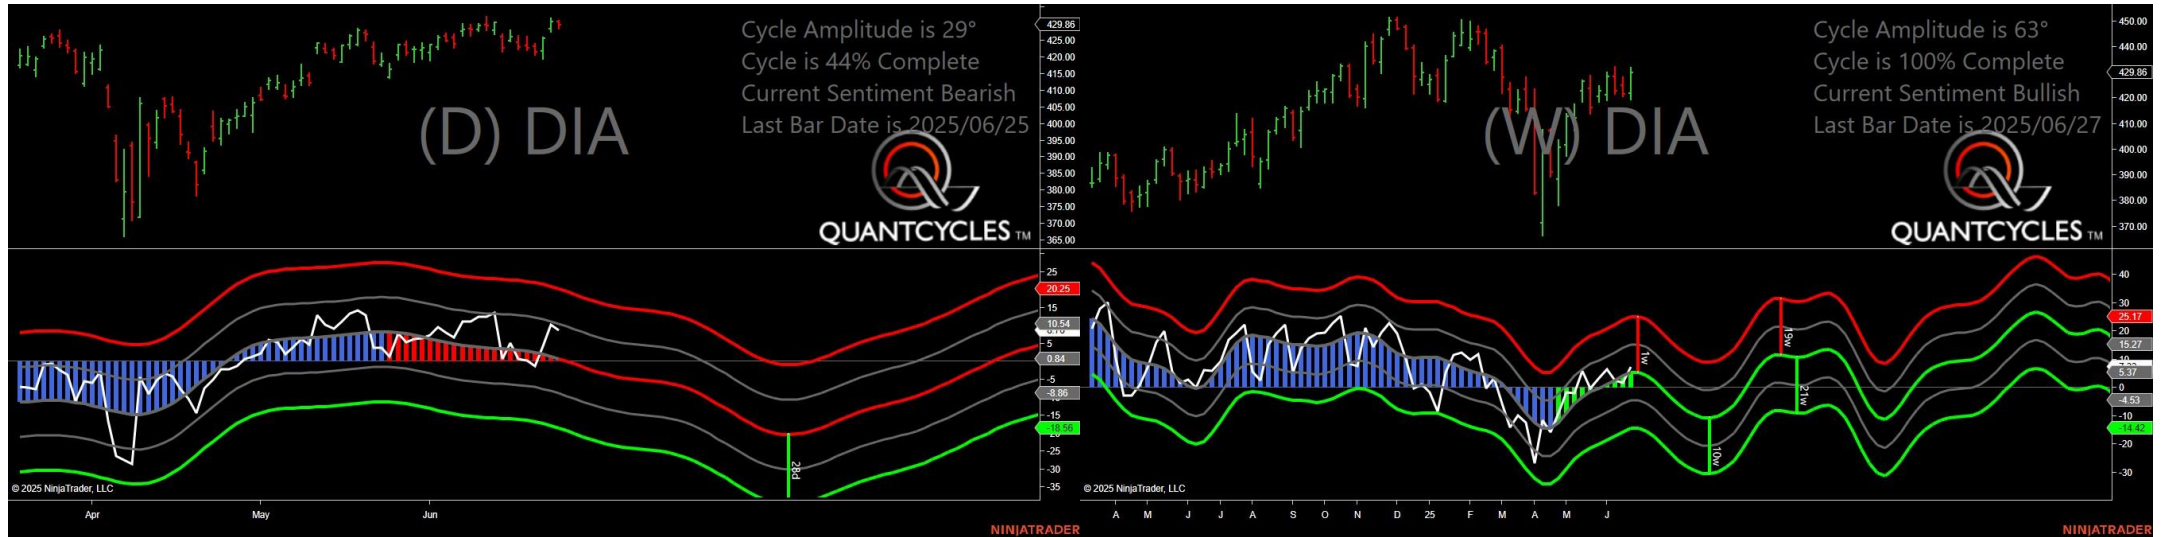 Cycle Amplitude is 29°
Cycle is 44% Complete
Current Sentiment Bearish
Last Bar Date is 2025/06/25
(D) DIA
QUANTCYCLES TM
429.86
425.00
420.00
415.00
410.00
405.00
400.00
395.00
390.00
385.00
380.00
375.00
370.00
365.00
25
20.25
15
10.54
5
0.84
-5
-8.86
-15
-18.56
-25
-30
-35
28d
© 2025 NinjaTrader, LLC
Apr
May
Jun
NINJATRADER
Cycle Amplitude is 63°
Cycle is 100% Complete
Current Sentiment Bullish
Last Bar Date is 2025/06/27
(W) DIA
QUANTCYCLES TM
450.00
440.00
429.86
420.00
410.00
400.00
390.00
380.00
370.00
40
30
25.17
20
15.27
5.37
0
-4.53
-10
-14.42
-20
-30
1w
10w
19w
21w
© 2025 NinjaTrader, LLC
A M J J A S O N D 25 F M A M J
NINJATRADER